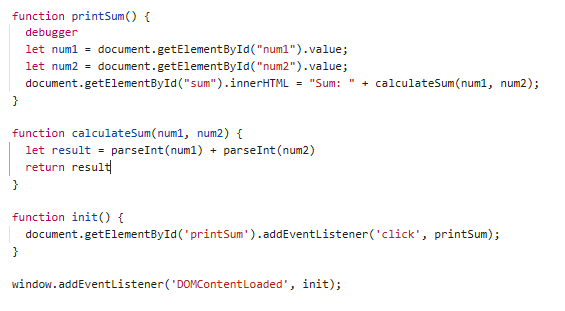 function printSum() {
  debugger
  let num1 = document.getElementById("num1").value;
  let num2 = document.getElementById("num2").value;
  document.getElementById("sum").innerHTML = "Sum: " + calculateSum(num1, num2);
}

function calculateSum(num1, num2) {
  let result = parseInt(num1) + parseInt(num2)
  return result
}

function init() {
  document.getElementById('printSum').addEventListener('click', printSum);
}

window.addEventListener('DOMContentLoaded', init);